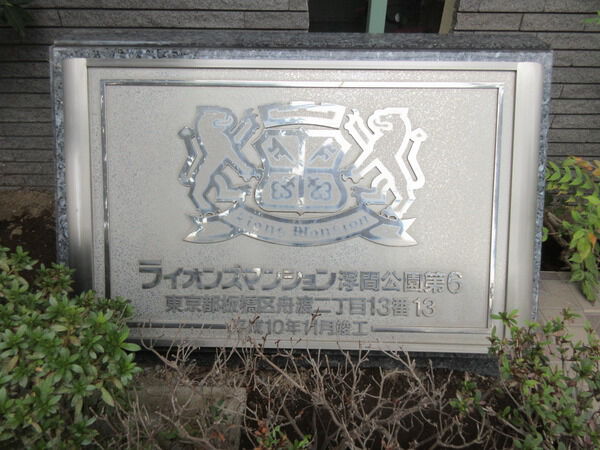 Lions Mansion
ライオンズマンション浮間公園第6
東京都板橋区舟渡二丁目13番13
平成10年11月竣工